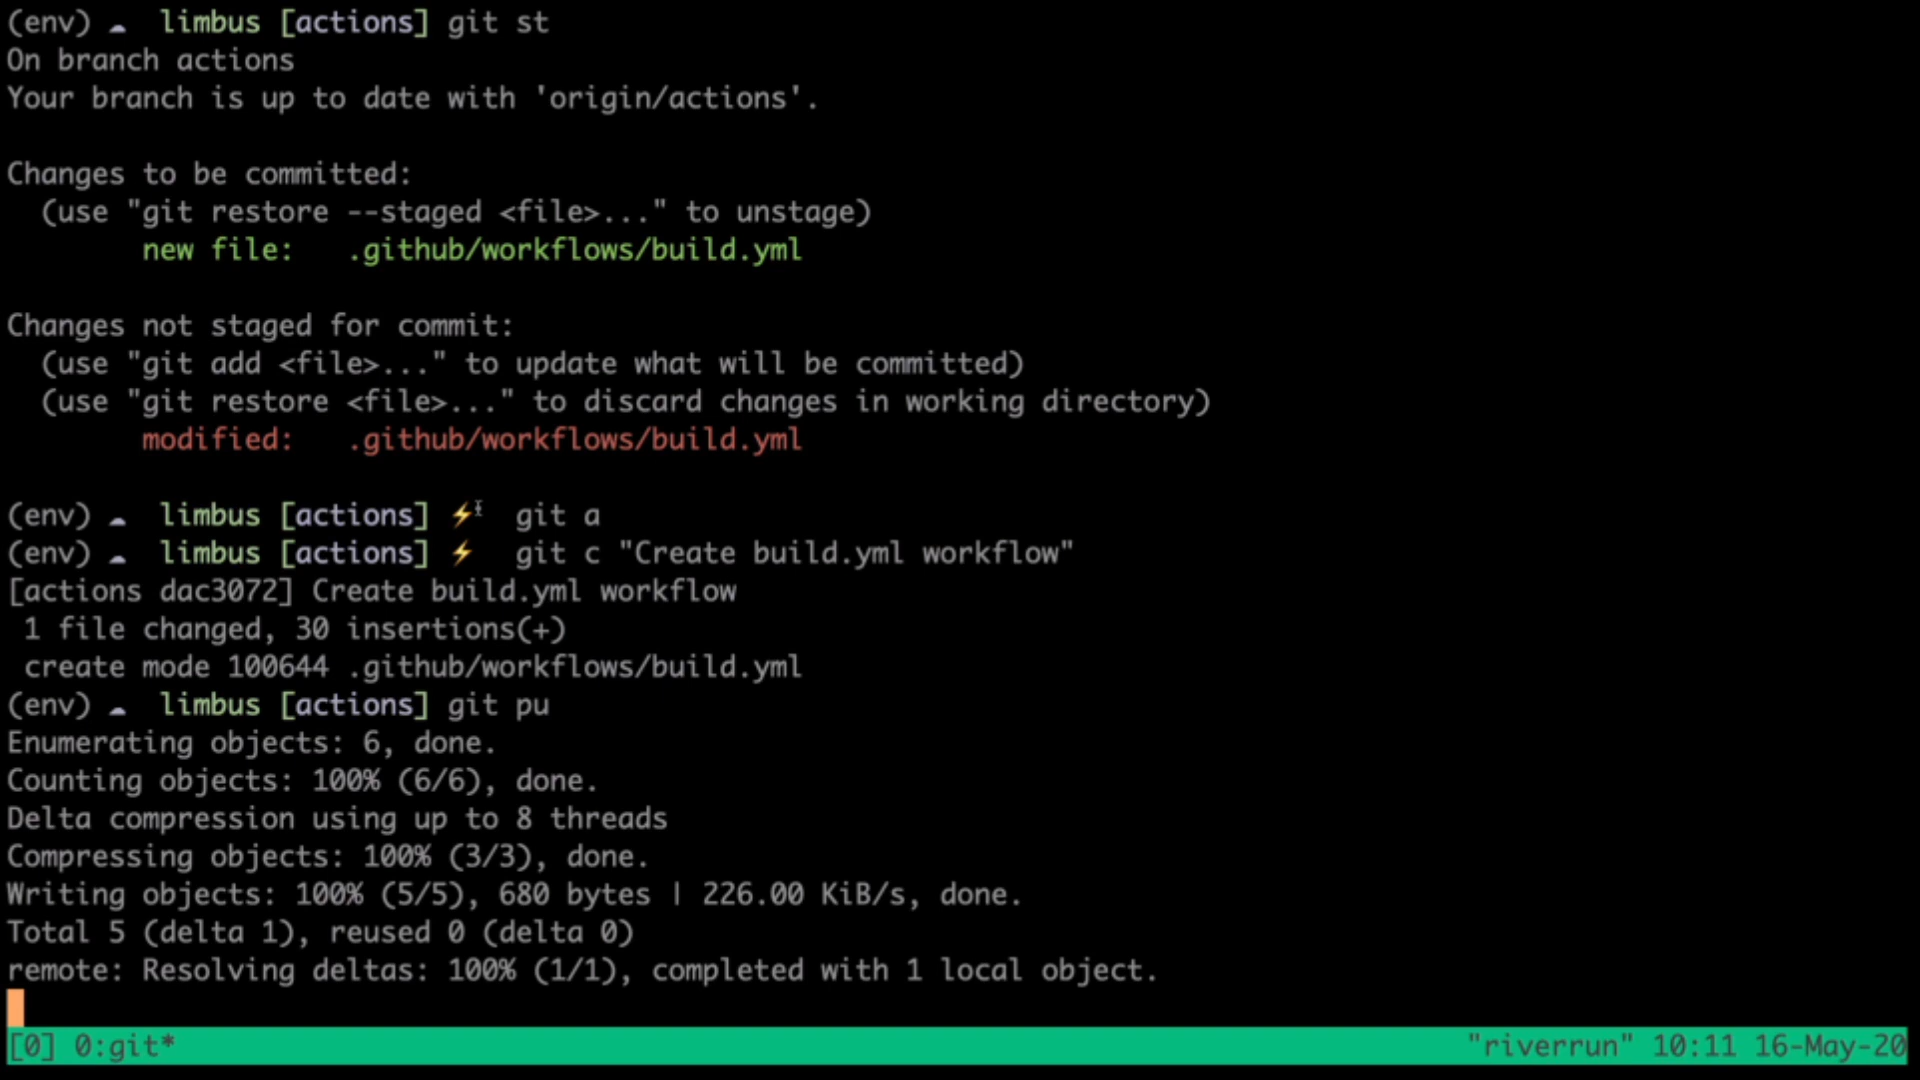 (env) ☁  limbus [actions] git st
On branch actions
Your branch is up to date with 'origin/actions'.
Changes to be committed:
  (use "git restore --staged <file>..." to unstage)
        new file:   .github/workflows/build.yml
Changes not staged for commit:
  (use "git add <file>..." to update what will be committed)
  (use "git restore <file>..." to discard changes in working directory)
        modified:   .github/workflows/build.yml
(env) ☁  limbus [actions] ⚡  git a
(env) ☁  limbus [actions] ⚡  git c "Create build.yml workflow"
[actions dac3072] Create build.yml workflow
 1 file changed, 30 insertions(+)
 create mode 100644 .github/workflows/build.yml
(env) ☁  limbus [actions] git pu
Enumerating objects: 6, done.
Counting objects: 100% (6/6), done.
Delta compression using up to 8 threads
Compressing objects: 100% (3/3), done.
Writing objects: 100% (5/5), 680 bytes | 226.00 KiB/s, done.
Total 5 (delta 1), reused 0 (delta 0)
remote: Resolving deltas: 100% (1/1), completed with 1 local object.
[0] 0:git* "riverrun" 10:11 16-May-20